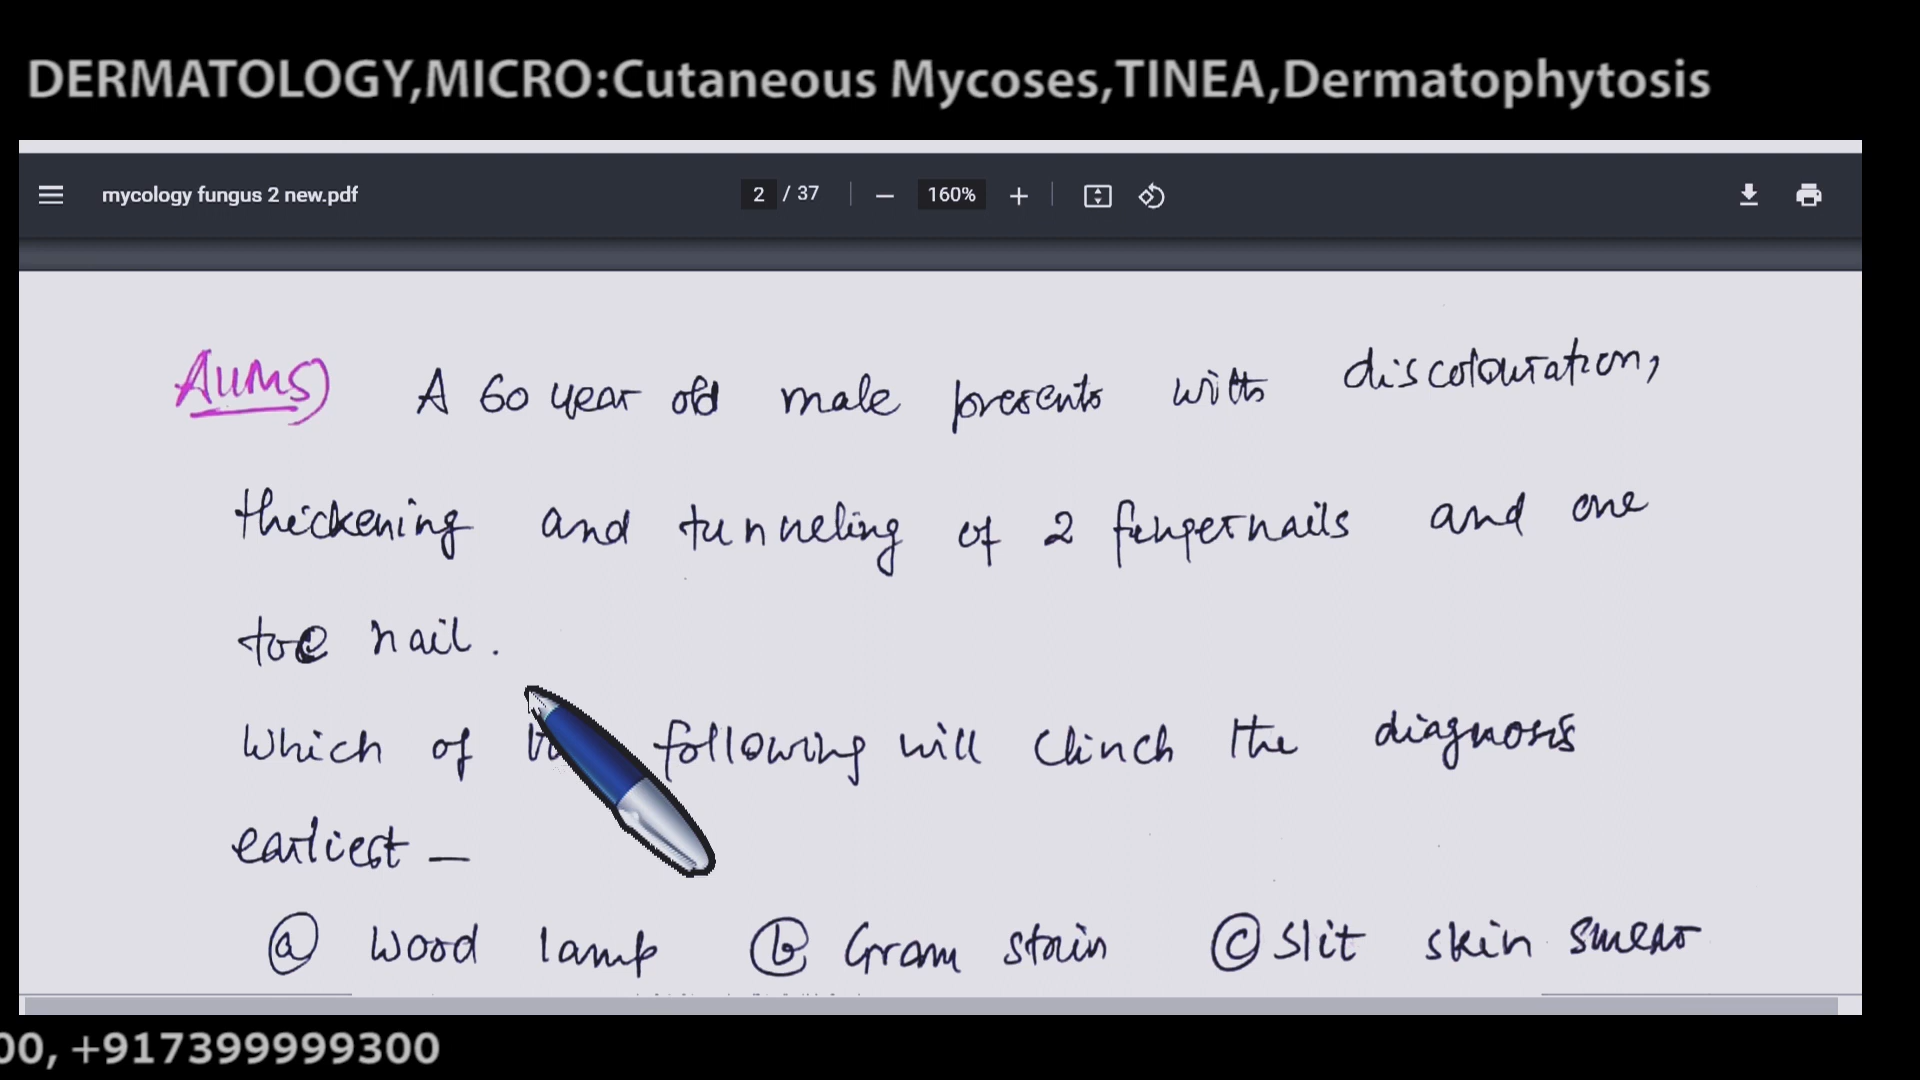 DERMATOLOGY,MICRO:Cutaneous Mycoses,TINEA,Dermatophytosis
mycology fungus 2 new.pdf 2 / 37 160%
AIIMS) A 60 year old male presents with discolouration,
thickening and tunneling of 2 fingernails and one
toe nail.
Which of following will clinch the diagnosis
earliest —
(a) Wood lamp (b) Gram stain (c) Slit skin smear
00, +917399999300